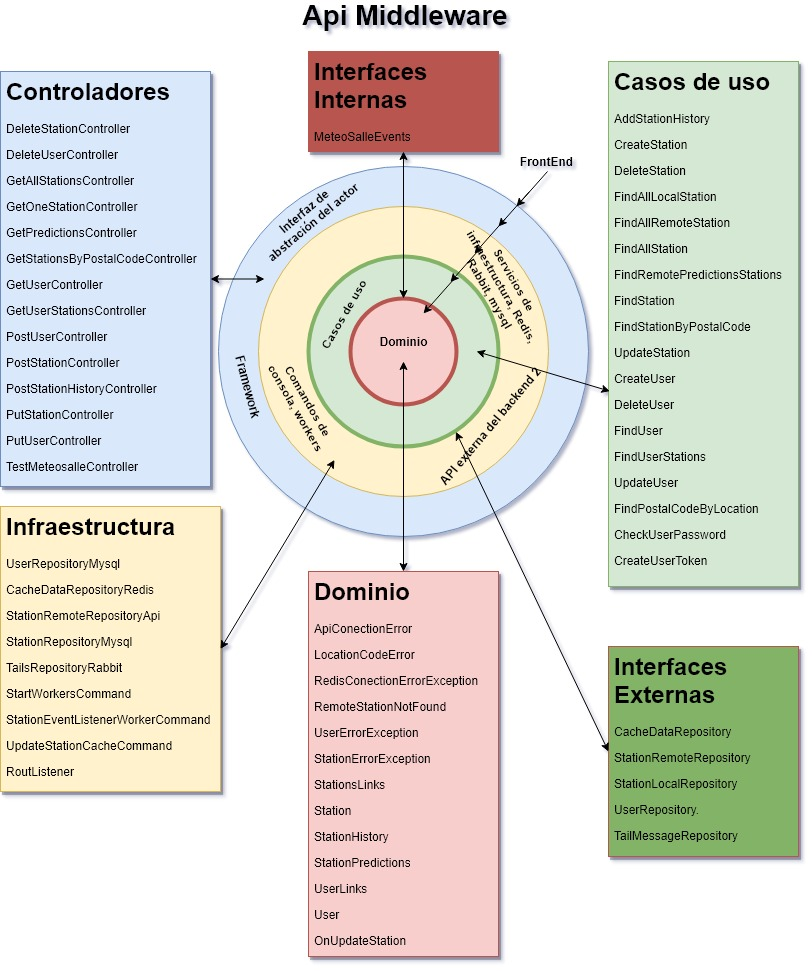 Api Middleware
Controladores
DeleteStationController
DeleteUserController
GetAllStationsController
GetOneStationController
GetPredictionsController
GetStationsByPostalCodeController
GetUserController
GetUserStationsController
PostUserController
PostStationController
PostStationHistoryController
PutStationController
PutUserController
TestMeteosalleController
Interfaces
Internas
MeteoSalleEvents
FrontEnd
Interfaz de
abstración del actor
Servicios de
infraestructura, Redis,
Rabbit, mysql
Casos de uso
Dominio
Framework
Comandos de
consola, workers
API externa del backend 2
Casos de uso
AddStationHistory
CreateStation
DeleteStation
FindAllLocalStation
FindAllRemoteStation
FindAllStation
FindRemotePredictionsStations
FindStation
FindStationByPostalCode
UpdateStation
CreateUser
DeleteUser
FindUser
FindUserStations
UpdateUser
FindPostalCodeByLocation
CheckUserPassword
CreateUserToken
Infraestructura
UserRepositoryMysql
CacheDataRepositoryRedis
StationRemoteRepositoryApi
StationRepositoryMysql
TailsRepositoryRabbit
StartWorkersCommand
StationEventListenerWorkerCommand
UpdateStationCacheCommand
RoutListener
Dominio
ApiConectionError
LocationCodeError
RedisConectionErrorException
RemoteStationNotFound
UserErrorException
StationErrorException
StationsLinks
Station
StationHistory
StationPredictions
UserLinks
User
OnUpdateStation
Interfaces
Externas
CacheDataRepository
StationRemoteRepository
StationLocalRepository
UserRepository.
TailMessageRepository